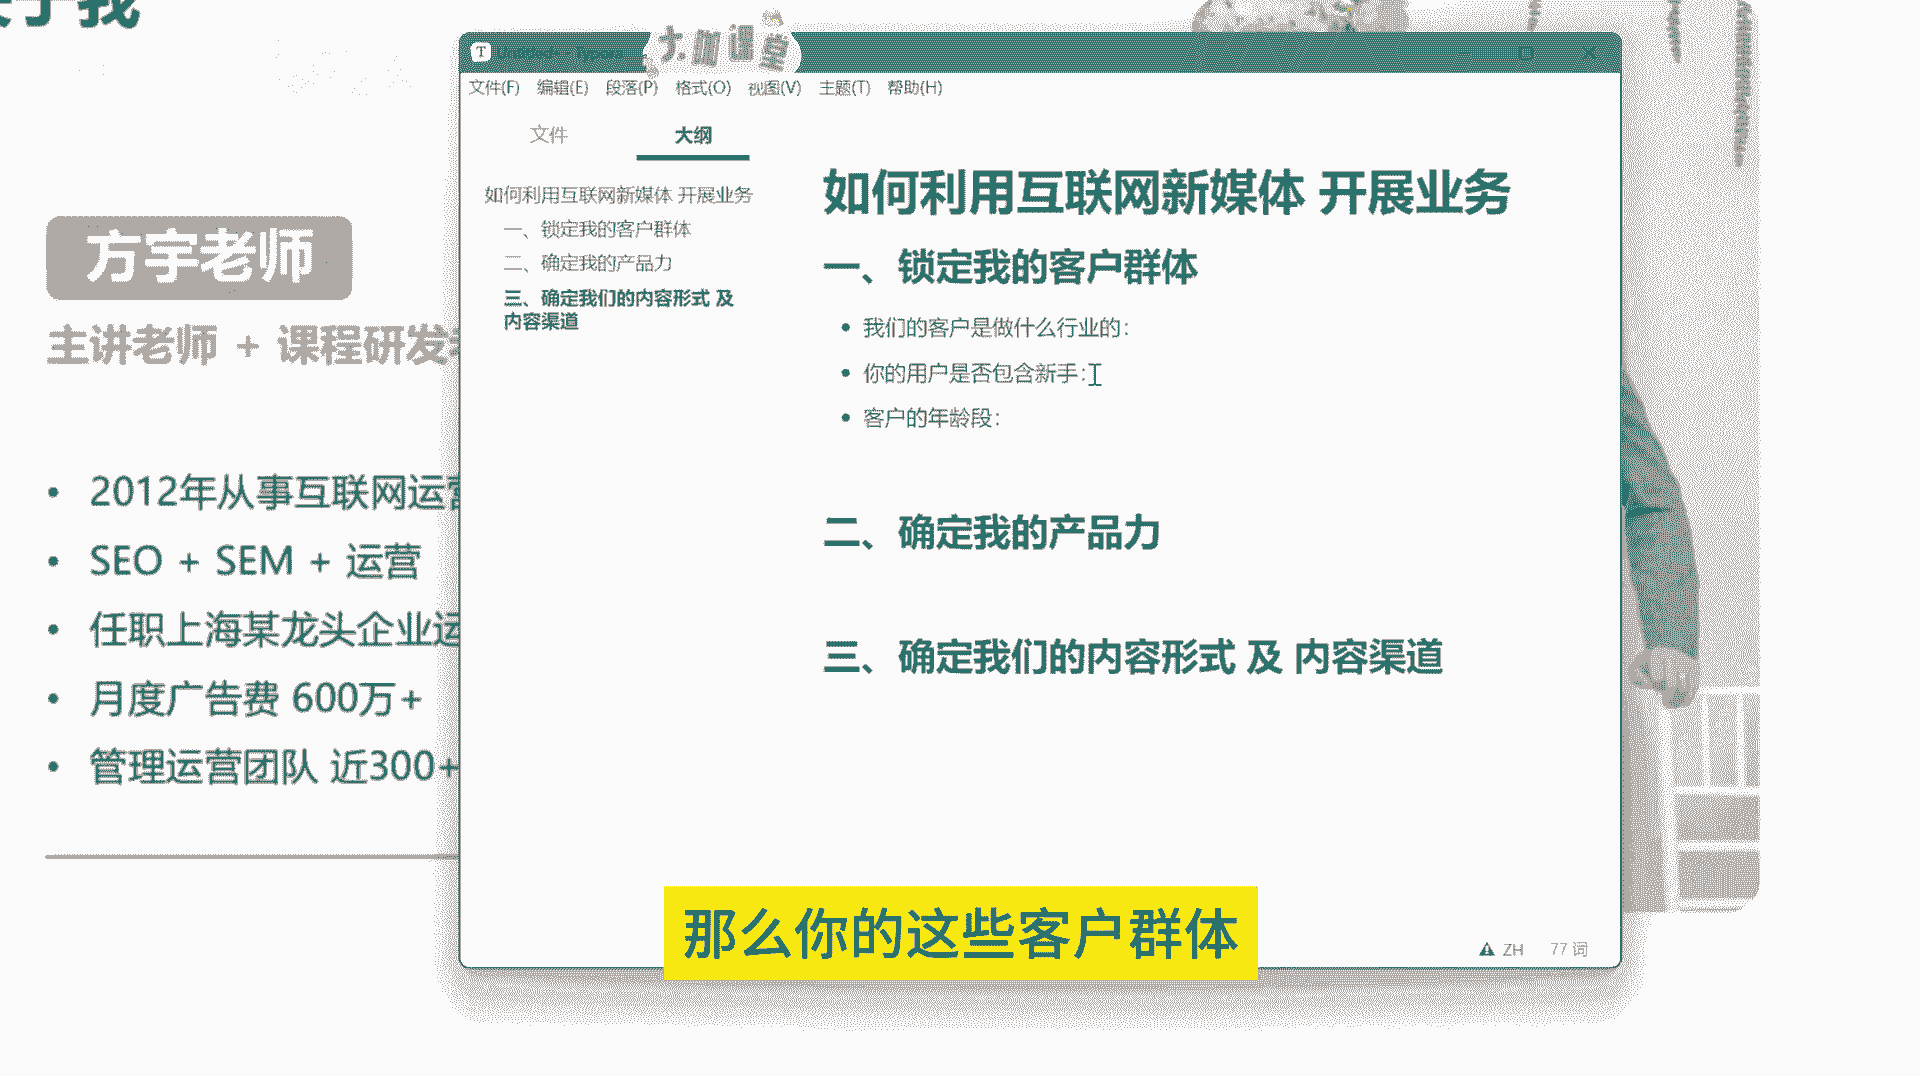 于我
方宇老师
主讲老师 + 课程研发
2012年从事互联网运营
SEO + SEM + 运营
任职上海某龙头企业运
月度广告费 600万+
管理运营团队 近300+
Untitled - Typora
大咖课堂
文件(F) 编辑(E) 段落(P) 格式(O) 视图(V) 主题(T) 帮助(H)
文件 大纲
如何利用互联网新媒体 开展业务
一、锁定我的客户群体
二、确定我的产品力
三、确定我们的内容形式 及
内容渠道
如何利用互联网新媒体 开展业务
一、锁定我的客户群体
我们的客户是做什么行业的：
你的用户是否包含新手：
客户的年龄段：
二、确定我的产品力
三、确定我们的内容形式 及 内容渠道
ZH 77 词
那么你的这些客户群体